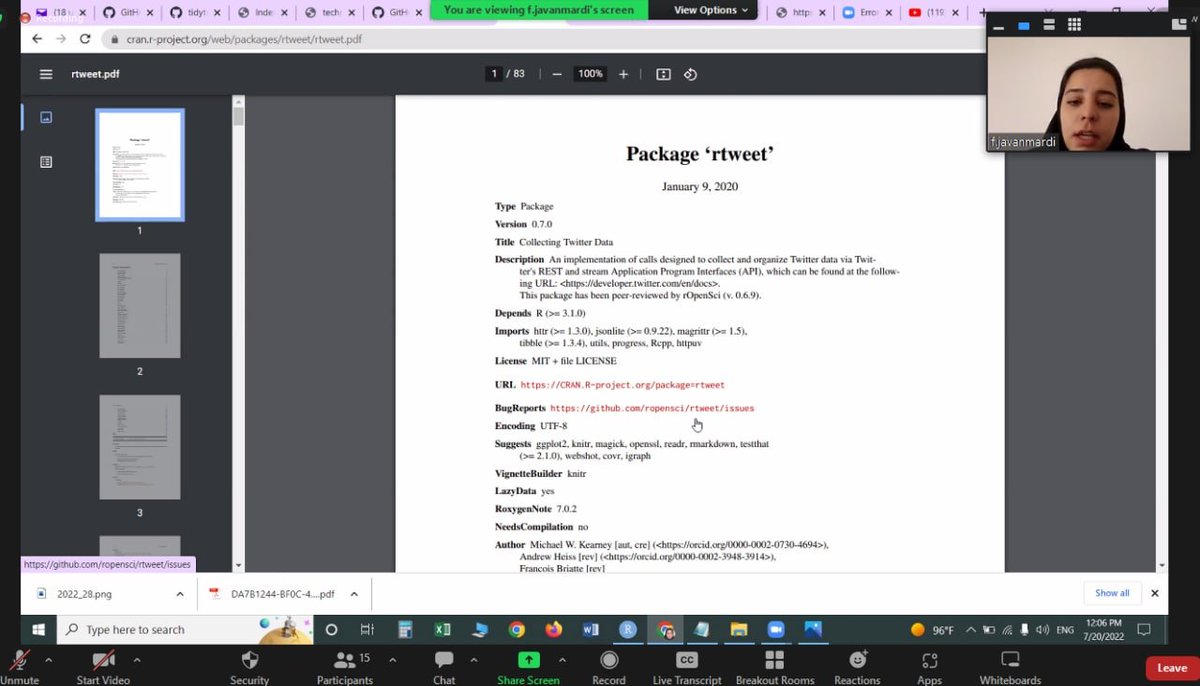 You are viewing f.javanmardi's screen
View Options
Recording
(18
GitH
tidyt
Inde
tech
GitH
http:
Erro
(119
cran.r-project.org/web/packages/rtweet/rtweet.pdf
rtweet.pdf
1 / 83
100%
f.javanmardi
1
2
3
Package ‘rtweet’
January 9, 2020
Type Package
Version 0.7.0
Title Collecting Twitter Data
Description An implementation of calls designed to collect and organize Twitter data via Twit-
ter's REST and stream Application Program Interfaces (API), which can be found at the follow-
ing URL: <https://developer.twitter.com/en/docs>.
This package has been peer-reviewed by rOpenSci (v. 0.6.9).
Depends R (>= 3.1.0)
Imports httr (>= 1.3.0), jsonlite (>= 0.9.22), magrittr (>= 1.5),
tibble (>= 1.3.4), utils, progress, Rcpp, httpuv
License MIT + file LICENSE
URL https://CRAN.R-project.org/package=rtweet
BugReports https://github.com/ropensci/rtweet/issues
Encoding UTF-8
Suggests ggplot2, knitr, magick, openssl, readr, rmarkdown, testthat
(>= 2.1.0), webshot, covr, igraph
VignetteBuilder knitr
LazyData yes
RoxygenNote 7.0.2
NeedsCompilation no
Author Michael W. Kearney [aut, cre] (<https://orcid.org/0000-0002-0730-4694>),
Andrew Heiss [rev] (<https://orcid.org/0000-0002-3948-3914>),
Francois Briatte [rev]
https://github.com/ropensci/rtweet/issues
2022_28.png
DA7B1244-BF0C-4....pdf
Show all
Type here to search
96°F
ENG
12:06 PM
7/20/2022
Unmute
Start Video
Security
Participants
15
Chat
Share Screen
Record
CC
Live Transcript
Breakout Rooms
Reactions
Apps
Whiteboards
Leave